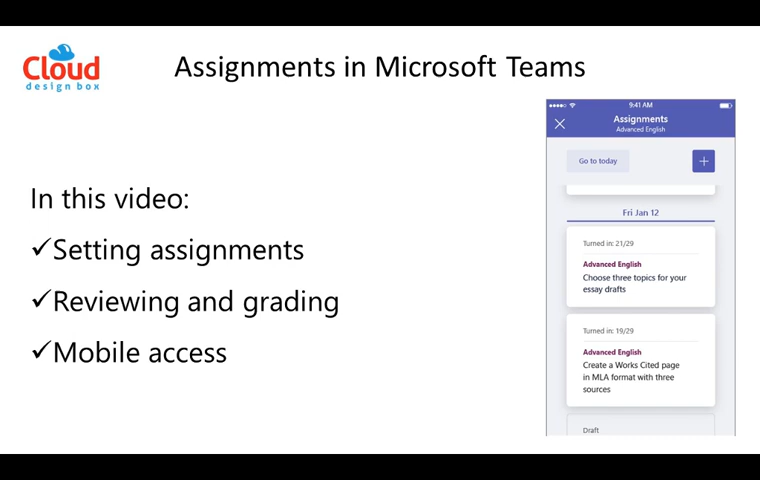 Cloud
design box
Assignments in Microsoft Teams
In this video:
✓Setting assignments
✓Reviewing and grading
✓Mobile access
9:41 AM
Assignments
Advanced English
Go to today
+
Fri Jan 12
Turned in: 21/29
Advanced English
Choose three topics for your
essay drafts
Turned in: 19/29
Advanced English
Create a Works Cited page
in MLA format with three
sources
Draft